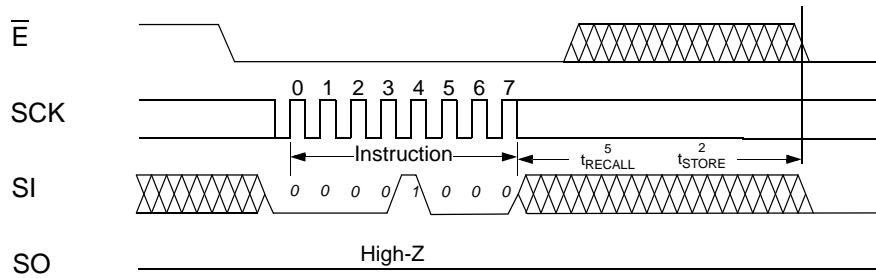 E
SCK
0 1 2 3 4 5 6 7
Instruction
5 2
tRECALL tSTORE
SI
0 0 0 0 1 0 0 0
High-Z
SO